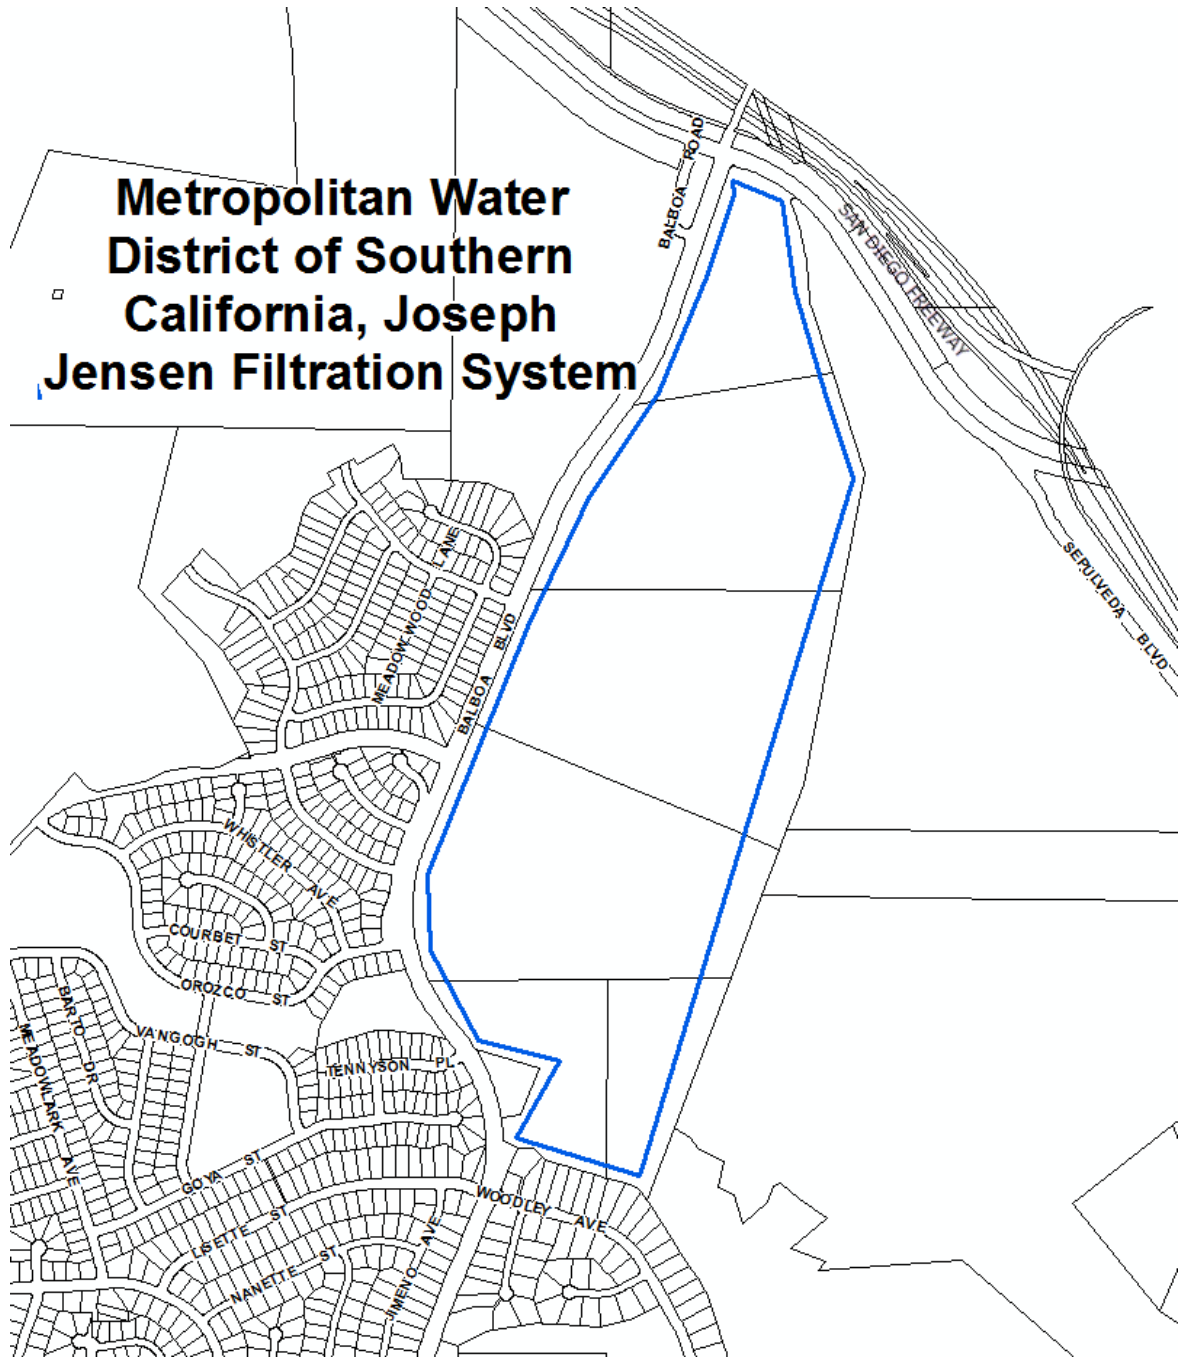 Metropolitan Water
District of Southern
California, Joseph
Jensen Filtration System
BALBOA ROAD
SAN DIEGO FREEWAY
SEPULVEDA BLVD
MEADOW WOOD LANE
BALBOA BLVD
WHISTLER AVE
COURBET ST
OROZCO ST
BARTO DR
VAN GOGH ST
MEADOWLARK AVE
TENNYSON PL
GOYA ST
LISETTE ST
WOODLEY AVE
NANETTE ST
JIMENO AVE